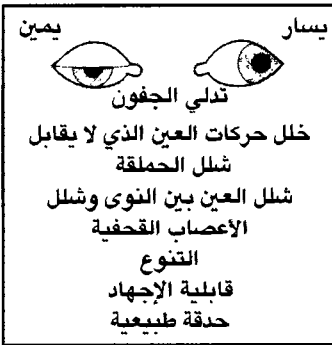 يمين يسار
تدلي الجفون
خلل حركات العين الذي لا يقابل
شلل الحملقة
شلل العين بين النوى وشلل
الأعصاب القحفية
التنوع
قابلية الإجهاد
حدقة طبيعية